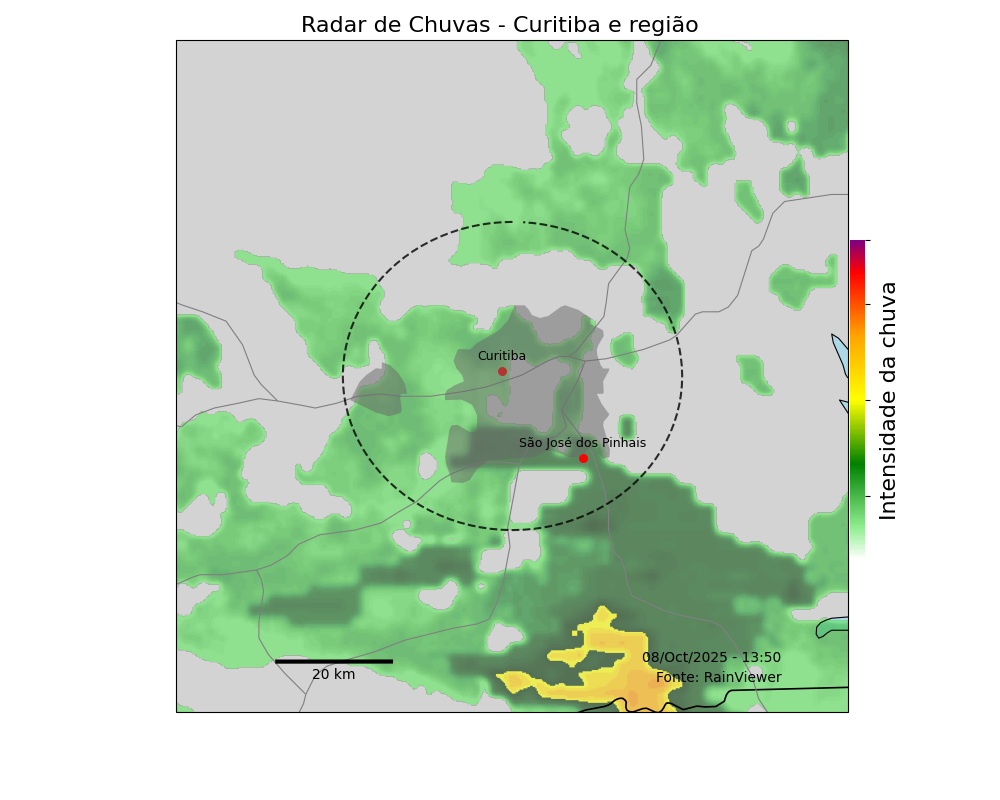 Radar de Chuvas - Curitiba e região
Curitiba
São José dos Pinhais
Intensidade da chuva
08/Oct/2025 - 13:50
Fonte: RainViewer
20 km